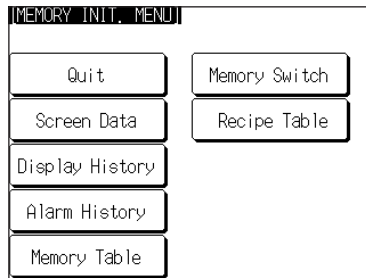 MEMORY INIT. MENU
Quit
Memory Switch
Screen Data
Recipe Table
Display History
Alarm History
Memory Table